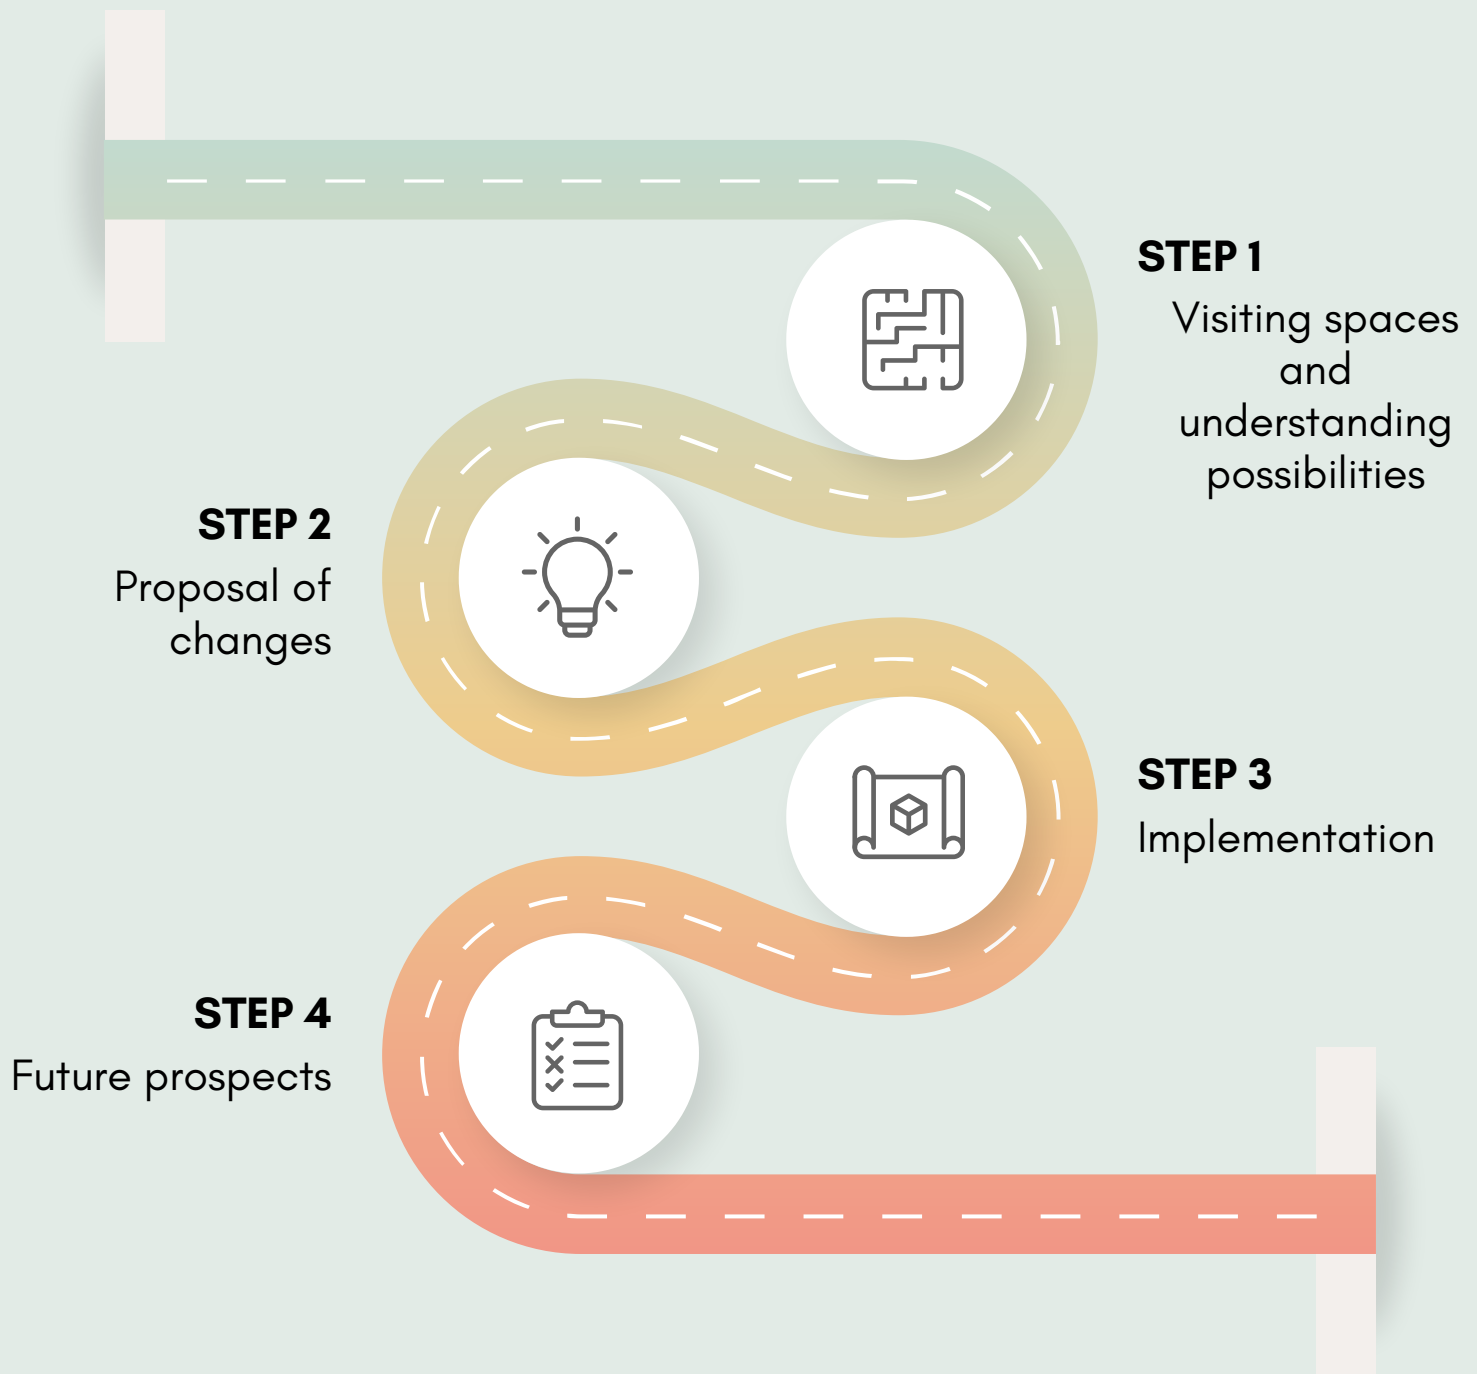 STEP 1
Visiting spaces
and
understanding
possibilities
STEP 2
Proposal of
changes
STEP 3
Implementation
STEP 4
Future prospects